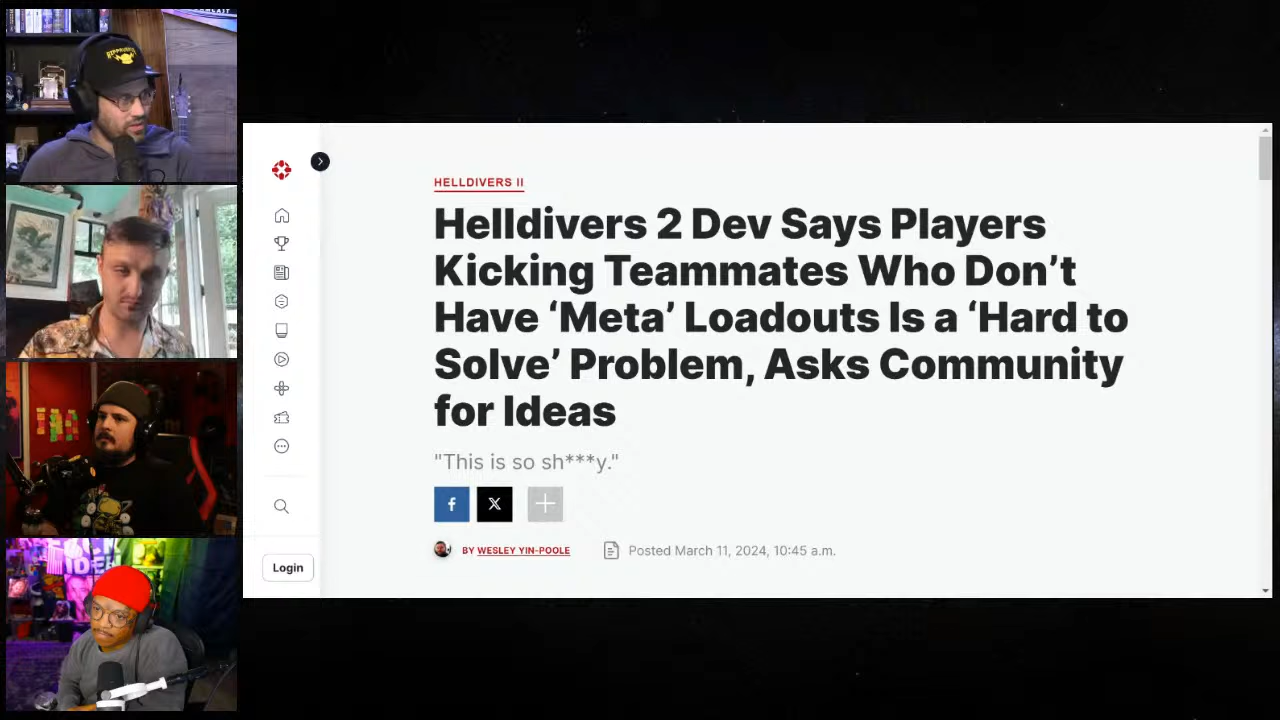 HELLDIVERS II
Helldivers 2 Dev Says Players
Kicking Teammates Who Don’t
Have ‘Meta’ Loadouts Is a ‘Hard to
Solve’ Problem, Asks Community
for Ideas
"This is so sh***y."
BY WESLEY YIN-POOLE
Posted March 11, 2024, 10:45 a.m.
Login